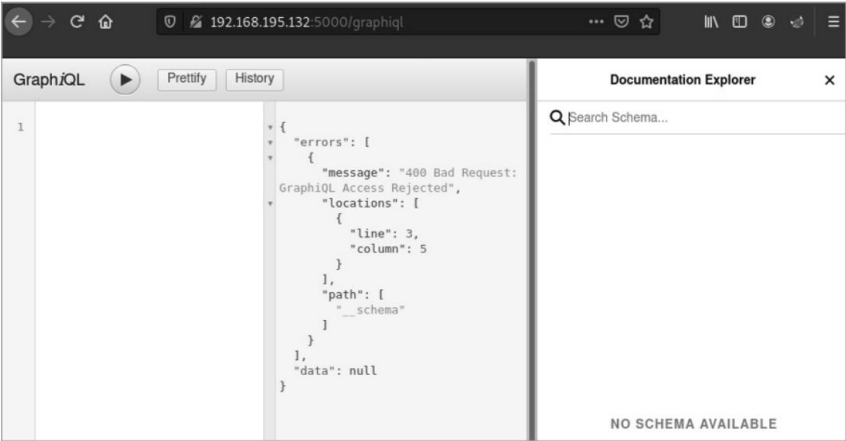 192.168.195.132:5000/graphiql
GraphiQL
Prettify
History
Documentation Explorer
Search Schema...
1
{
"errors": [
{
"message": "400 Bad Request:
GraphiQL Access Rejected",
"locations": [
{
"line": 3,
"column": 5
}
],
"path": [
"__schema"
]
}
],
"data": null
}
NO SCHEMA AVAILABLE